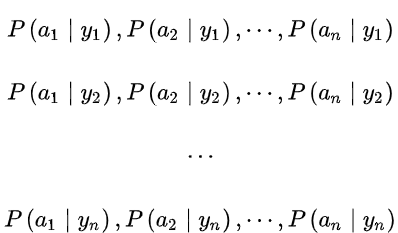 P(a₁ | y₁), P(a₂ | y₁), ⋯, P(aₙ | y₁)
P(a₁ | y₂), P(a₂ | y₂), ⋯, P(aₙ | y₂)
⋯
P(a₁ | yₙ), P(a₂ | yₙ), ⋯, P(aₙ | yₙ)